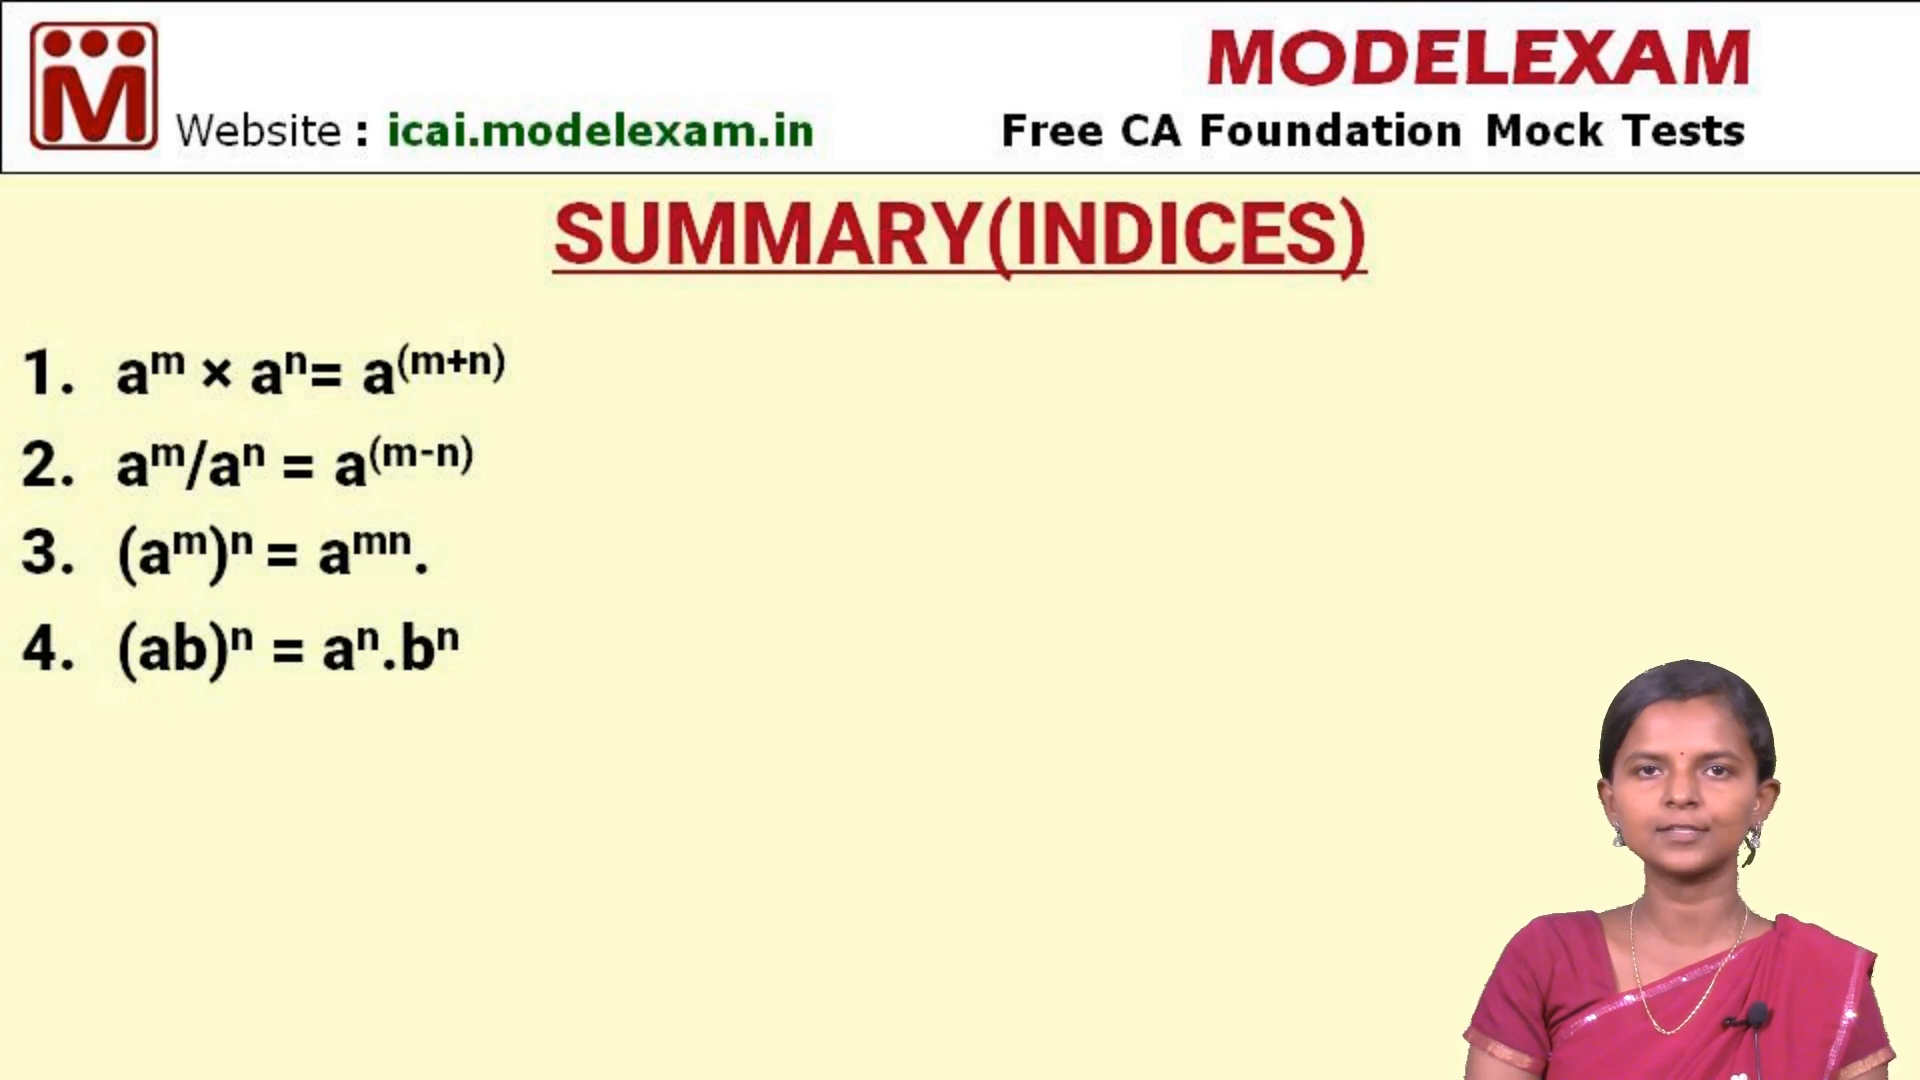 M
MODELEXAM
Website : icai.modelexam.in
Free CA Foundation Mock Tests
SUMMARY(INDICES)
1. aᵐ × aⁿ= a⁽ᵐ⁺ⁿ⁾
2. aᵐ/aⁿ = a⁽ᵐ⁻ⁿ⁾
3. (aᵐ)ⁿ = aᵐⁿ.
4. (ab)ⁿ = aⁿ.bⁿ